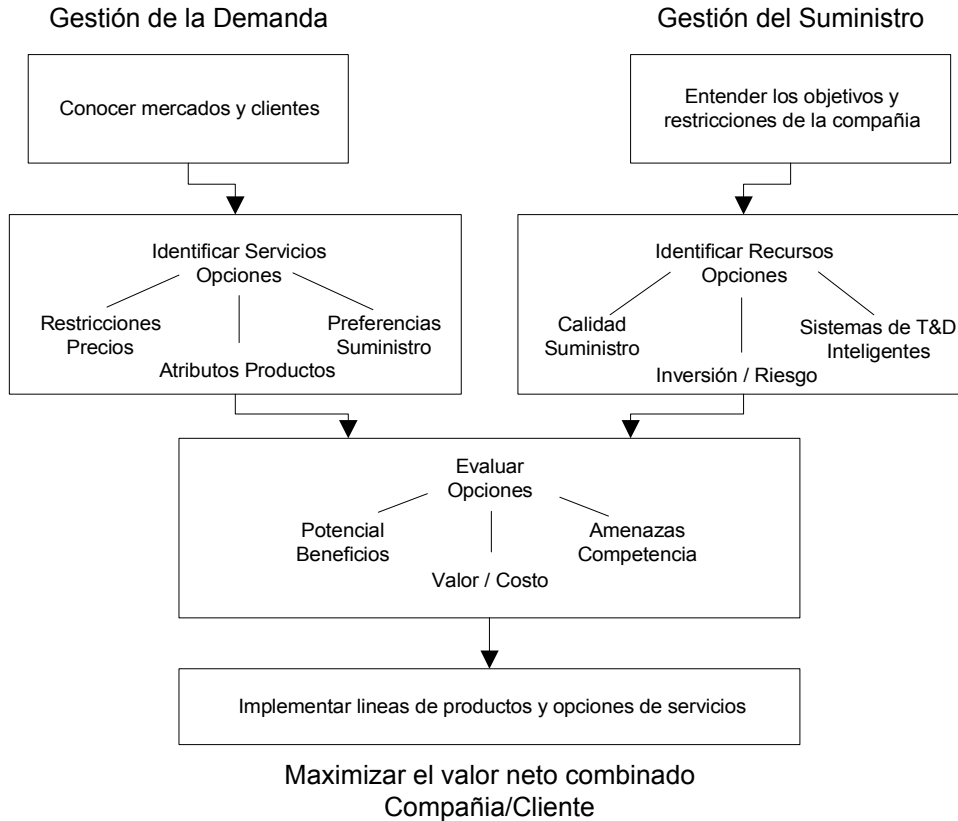 Gestión de la Demanda
Gestión del Suministro
Conocer mercados y clientes
Entender los objetivos y
restricciones de la compañia
Identificar Servicios
Opciones
Restricciones
Precios
Preferencias
Suministro
Atributos Productos
Identificar Recursos
Opciones
Calidad
Suministro
Sistemas de T&D
Inteligentes
Inversión / Riesgo
Evaluar
Opciones
Potencial
Beneficios
Amenazas
Competencia
Valor / Costo
Implementar lineas de productos y opciones de servicios
Maximizar el valor neto combinado
Compañia/Cliente